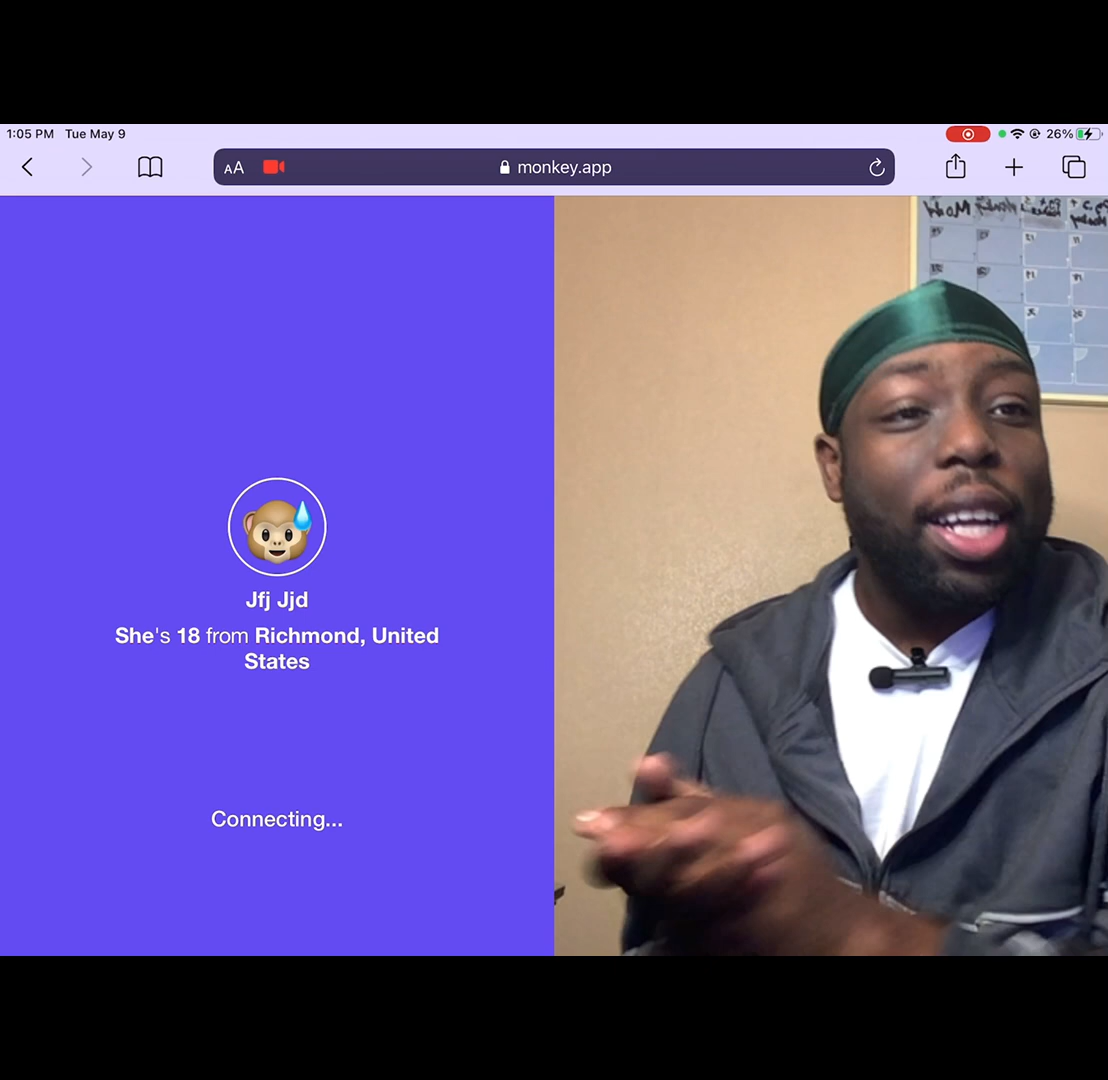 1:05 PM Tue May 9
26%
AA
monkey.app
Jfj Jjd
She's 18 from Richmond, United
States
Connecting...